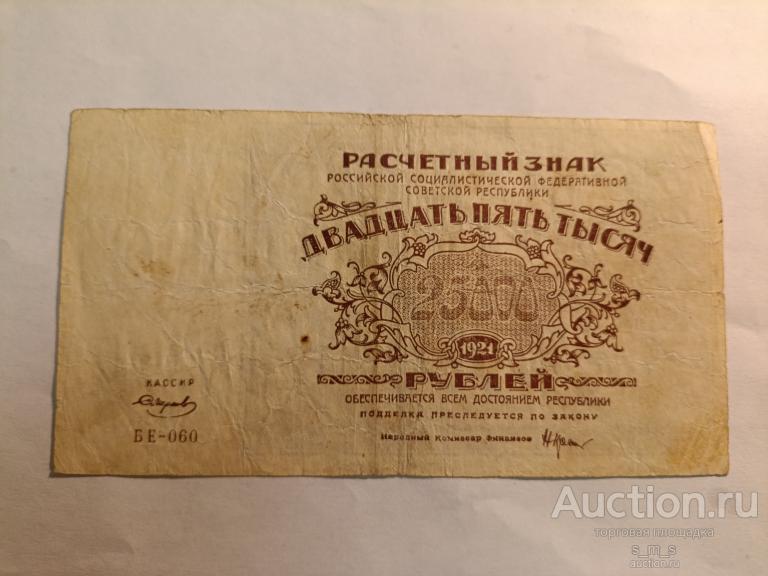 РАСЧЕТНЫЙ ЗНАК
РОССИЙСКОЙ СОЦИАЛИСТИЧЕСКОЙ ФЕДЕРАТИВНОЙ
СОВЕТСКОЙ РЕСПУБЛИКИ
ДВАДЦАТЬ ПЯТЬ ТЫСЯЧ
25000
1921
РУБЛЕЙ
ОБЕСПЕЧИВАЕТСЯ ВСЕМ ДОСТОЯНИЕМ РЕСПУБЛИКИ
ПОДДЕЛКА ПРЕСЛЕДУЕТСЯ ПО ЗАКОНУ
Народный Комиссар Финансов
КАССИР
БЕ-060
Auction.ru
торговая площадка
s_m_s
auction.ru